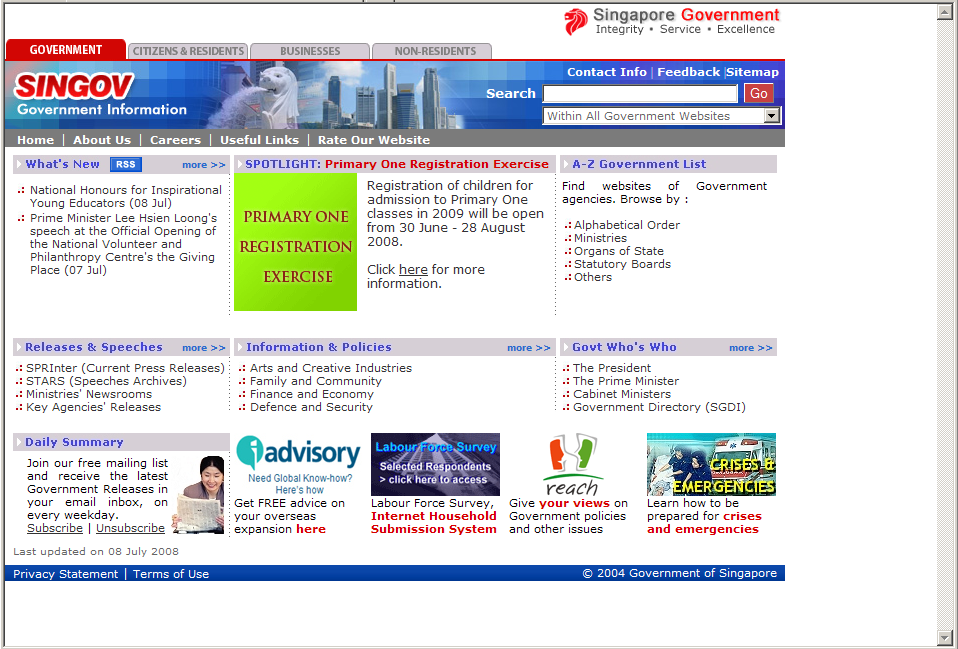 Singapore Government
Integrity • Service • Excellence
GOVERNMENT
CITIZENS & RESIDENTS
BUSINESSES
NON-RESIDENTS
SINGOV
Government Information
Contact Info | Feedback |Sitemap
Search
Go
Within All Government Websites
Home | About Us | Careers | Useful Links | Rate Our Website
What's New RSS more >>
National Honours for Inspirational
Young Educators (08 Jul)
Prime Minister Lee Hsien Loong's
speech at the Official Opening of
the National Volunteer and
Philanthropy Centre's the Giving
Place (07 Jul)
SPOTLIGHT: Primary One Registration Exercise
PRIMARY ONE
REGISTRATION
EXERCISE
Registration of children for
admission to Primary One
classes in 2009 will be open
from 30 June - 28 August
2008.
Click here for more
information.
A-Z Government List
Find websites of Government
agencies. Browse by :
Alphabetical Order
Ministries
Organs of State
Statutory Boards
Others
Releases & Speeches more >>
SPRInter (Current Press Releases)
STARS (Speeches Archives)
Ministries' Newsrooms
Key Agencies' Releases
Information & Policies more >>
Arts and Creative Industries
Family and Community
Finance and Economy
Defence and Security
Govt Who's Who more >>
The President
The Prime Minister
Cabinet Ministers
Government Directory (SGDI)
Daily Summary
Join our free mailing list
and receive the latest
Government Releases in
your email inbox, on
every weekday.
Subscribe | Unsubscribe
iadvisory
Need Global Know-how?
Here's how
Get FREE advice on
your overseas
expansion here
Labour Force Survey
Selected Respondents
> click here to access
Labour Force Survey,
Internet Household
Submission System
reach
Give your views on
Government policies
and other issues
CRISES &
EMERGENCIES
Learn how to be
prepared for crises
and emergencies
Last updated on 08 July 2008
Privacy Statement | Terms of Use
© 2004 Government of Singapore